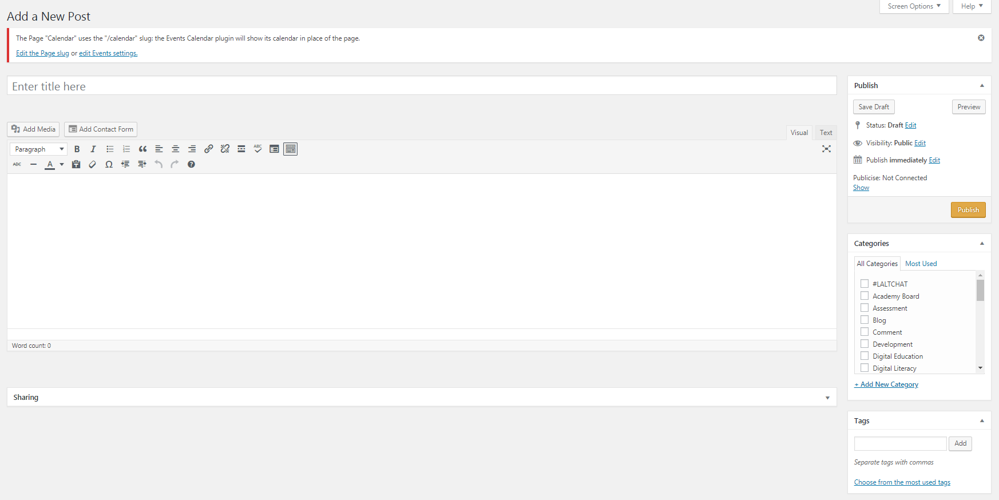 Screen Options
Help
Add a New Post
The Page "Calendar" uses the "/calendar" slug: the Events Calendar plugin will show its calendar in place of the page.
Edit the Page slug or edit Events settings.
Enter title here
Add Media
Add Contact Form
Visual
Text
Paragraph
B I ABC
ABC A Ω ?
Word count: 0
Sharing
Publish
Save Draft
Preview
Status: Draft Edit
Visibility: Public Edit
Publish immediately Edit
Publicise: Not Connected
Show
Publish
Categories
All Categories
Most Used
#LALTCHAT
Academy Board
Assessment
Blog
Comment
Development
Digital Education
Digital Literacy
+ Add New Category
Tags
Add
Separate tags with commas
Choose from the most used tags